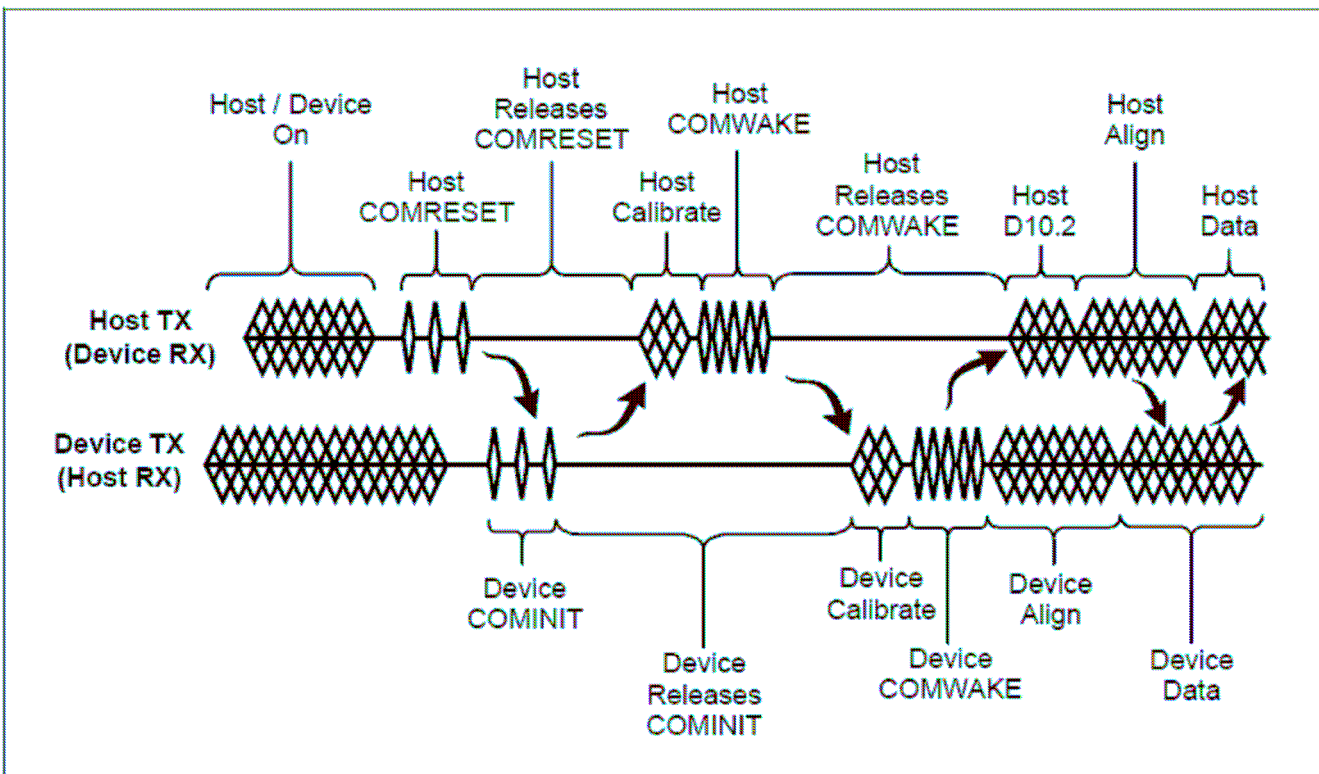 Host / Device
On
Host
COMRESET
Host
Releases
COMRESET
Host
Calibrate
Host
COMWAKE
Host
Releases
COMWAKE
Host
D10.2
Host
Align
Host
Data
Host TX
(Device RX)
Device TX
(Host RX)
Device
COMINIT
Device
Releases
COMINIT
Device
Calibrate
Device
COMWAKE
Device
Align
Device
Data